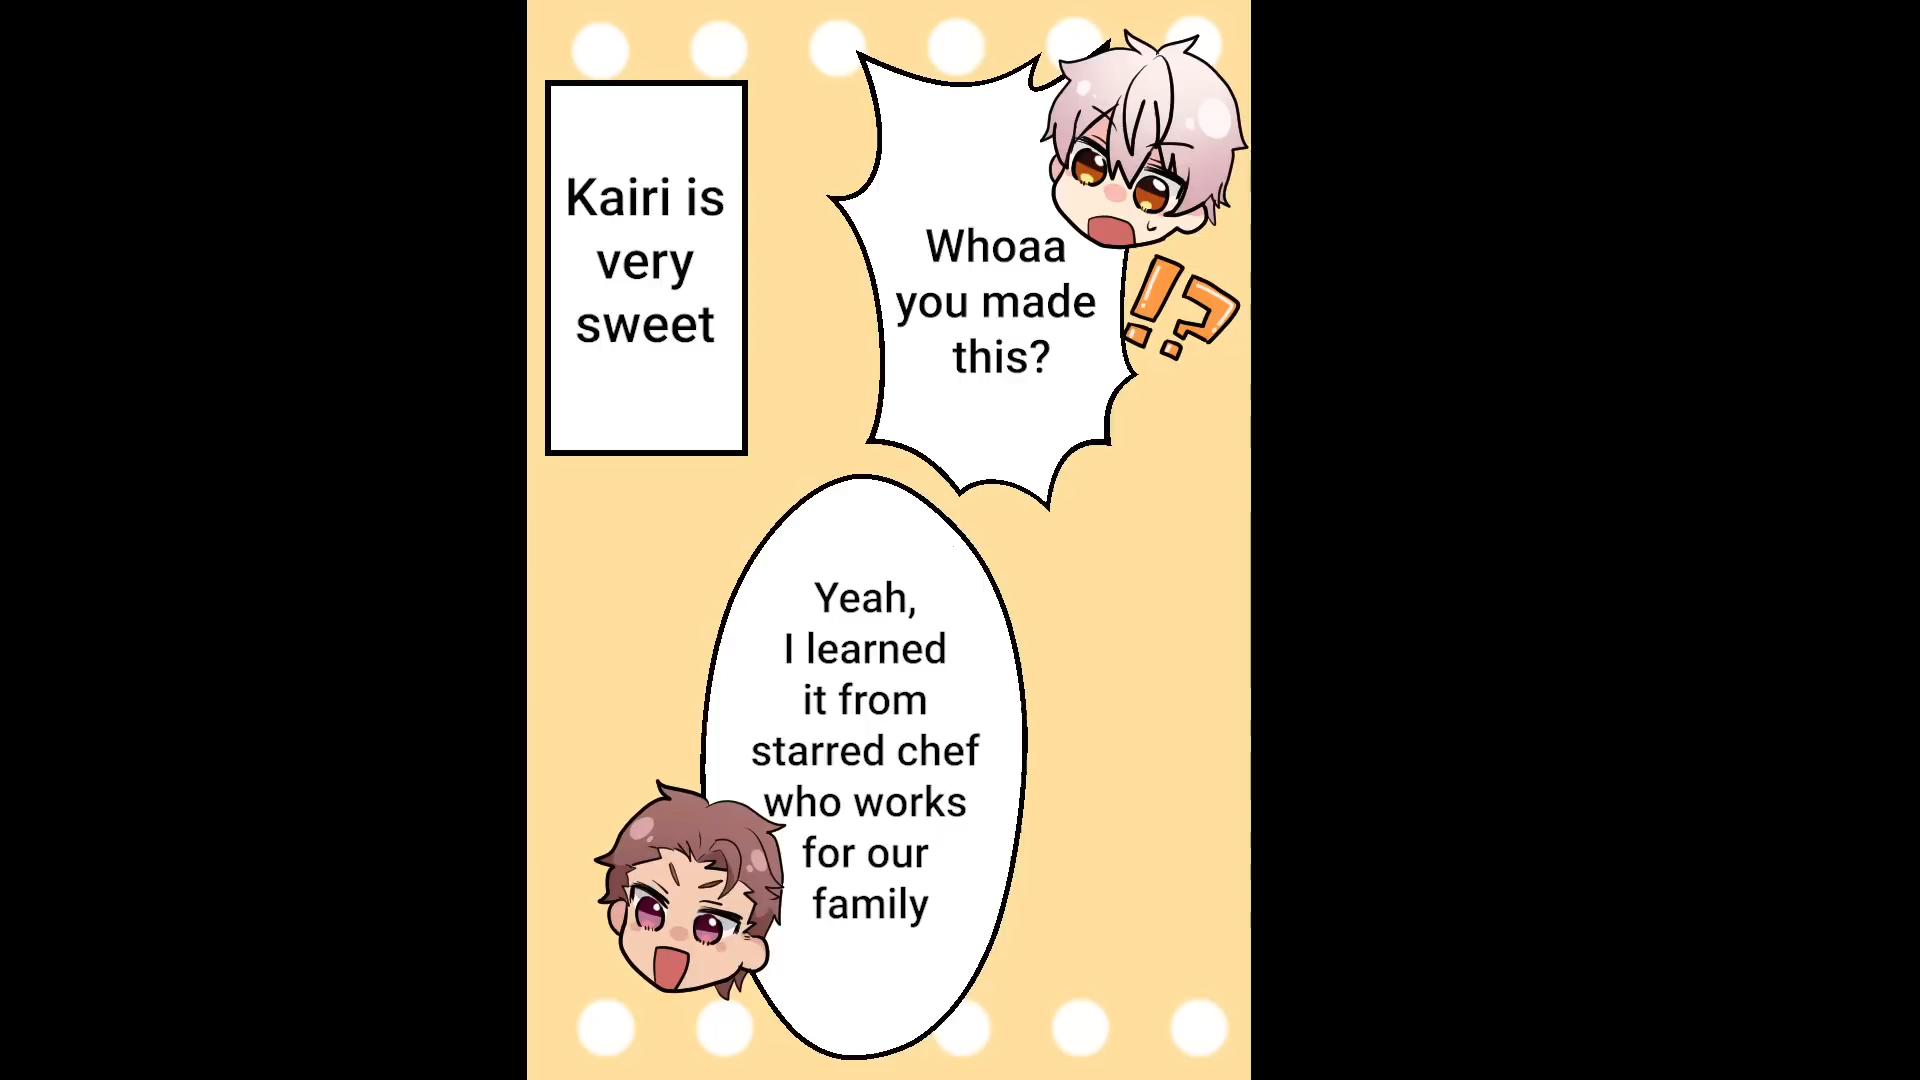 Kairi is
very
sweet
Whoaa
you made
this?
!?
Yeah,
I learned
it from
starred chef
who works
for our
family